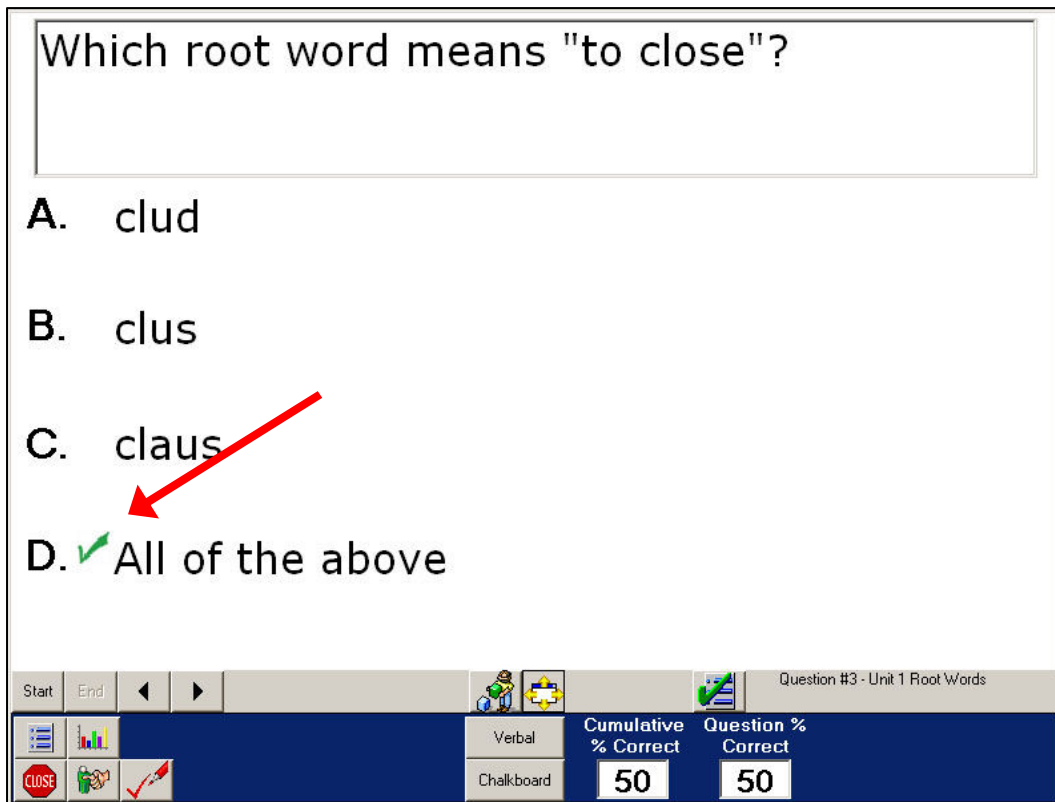 Which root word means "to close"?
A. clud
B. clus
C. claus
D. All of the above
Start End Question #3 - Unit 1 Root Words
Verbal Cumulative % Correct Question % Correct
CLOSE Chalkboard 50 50